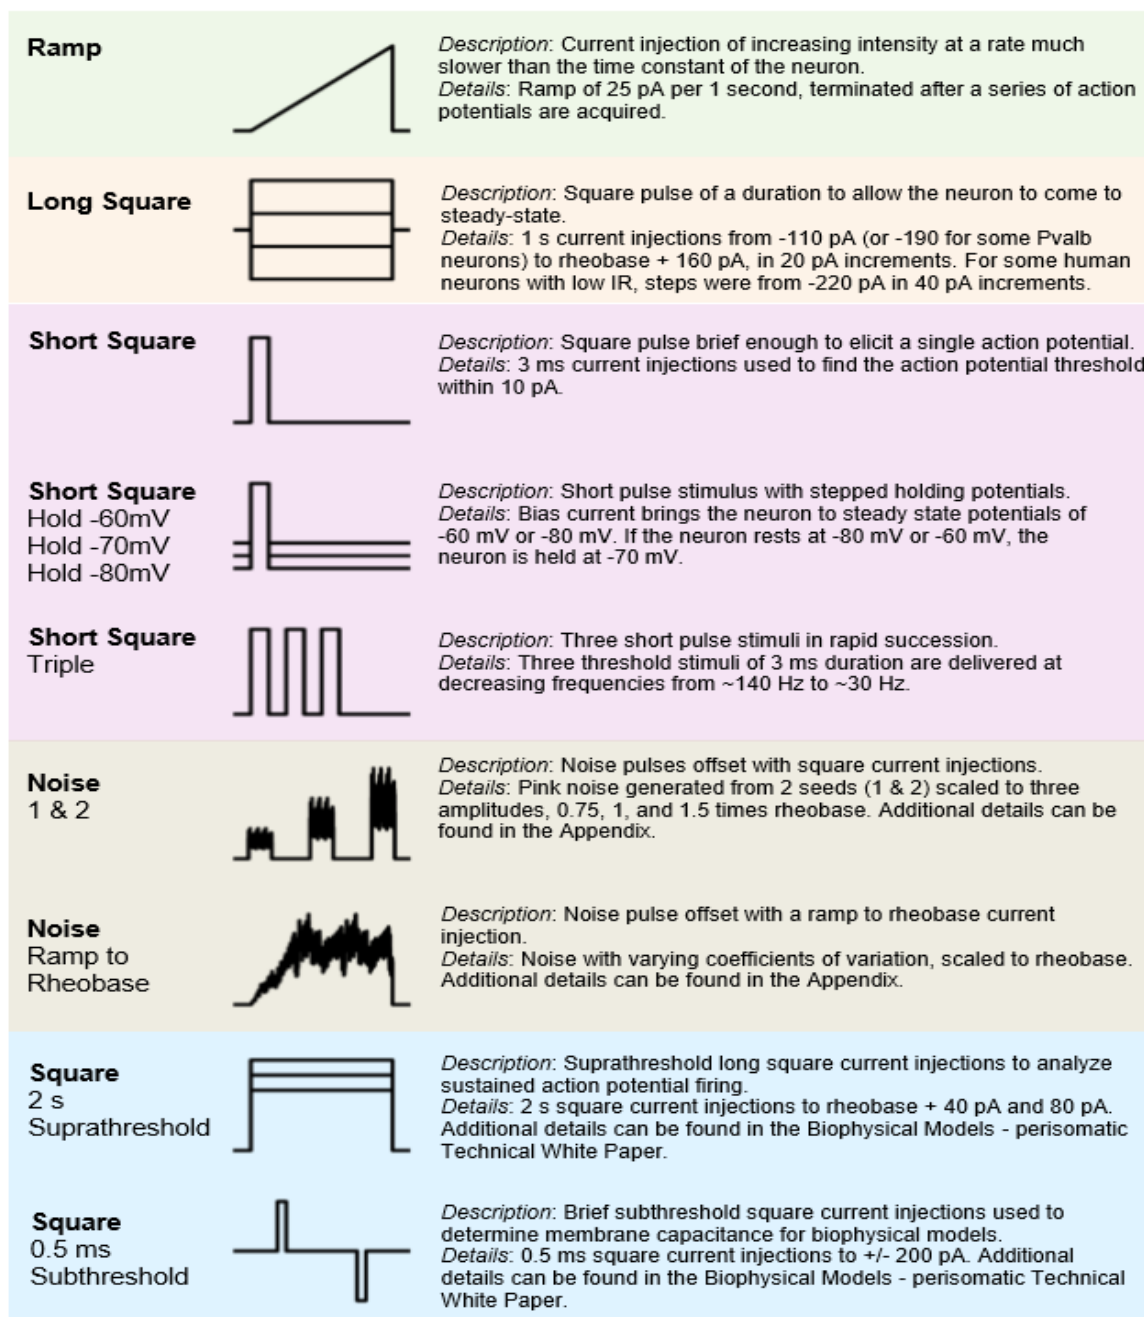 Ramp
Description: Current injection of increasing intensity at a rate much
slower than the time constant of the neuron.
Details: Ramp of 25 pA per 1 second, terminated after a series of action
potentials are acquired.
Long Square
Description: Square pulse of a duration to allow the neuron to come to
steady-state.
Details: 1 s current injections from -110 pA (or -190 for some Pvalb
neurons) to rheobase + 160 pA, in 20 pA increments. For some human
neurons with low IR, steps were from -220 pA in 40 pA increments.
Short Square
Description: Square pulse brief enough to elicit a single action potential.
Details: 3 ms current injections used to find the action potential threshold
within 10 pA.
Short Square
Hold -60mV
Hold -70mV
Hold -80mV
Description: Short pulse stimulus with stepped holding potentials.
Details: Bias current brings the neuron to steady state potentials of
-60 mV or -80 mV. If the neuron rests at -80 mV or -60 mV, the
neuron is held at -70 mV.
Short Square
Triple
Description: Three short pulse stimuli in rapid succession.
Details: Three threshold stimuli of 3 ms duration are delivered at
decreasing frequencies from ~140 Hz to ~30 Hz.
Noise
1 & 2
Description: Noise pulses offset with square current injections.
Details: Pink noise generated from 2 seeds (1 & 2) scaled to three
amplitudes, 0.75, 1, and 1.5 times rheobase. Additional details can be
found in the Appendix.
Noise
Ramp to
Rheobase
Description: Noise pulse offset with a ramp to rheobase current
injection.
Details: Noise with varying coefficients of variation, scaled to rheobase.
Additional details can be found in the Appendix.
Square
2 s
Suprathreshold
Description: Suprathreshold long square current injections to analyze
sustained action potential firing.
Details: 2 s square current injections to rheobase + 40 pA and 80 pA.
Additional details can be found in the Biophysical Models - perisomatic
Technical White Paper.
Square
0.5 ms
Subthreshold
Description: Brief subthreshold square current injections used to
determine membrane capacitance for biophysical models.
Details: 0.5 ms square current injections to +/- 200 pA. Additional
details can be found in the Biophysical Models - perisomatic Technical
White Paper.